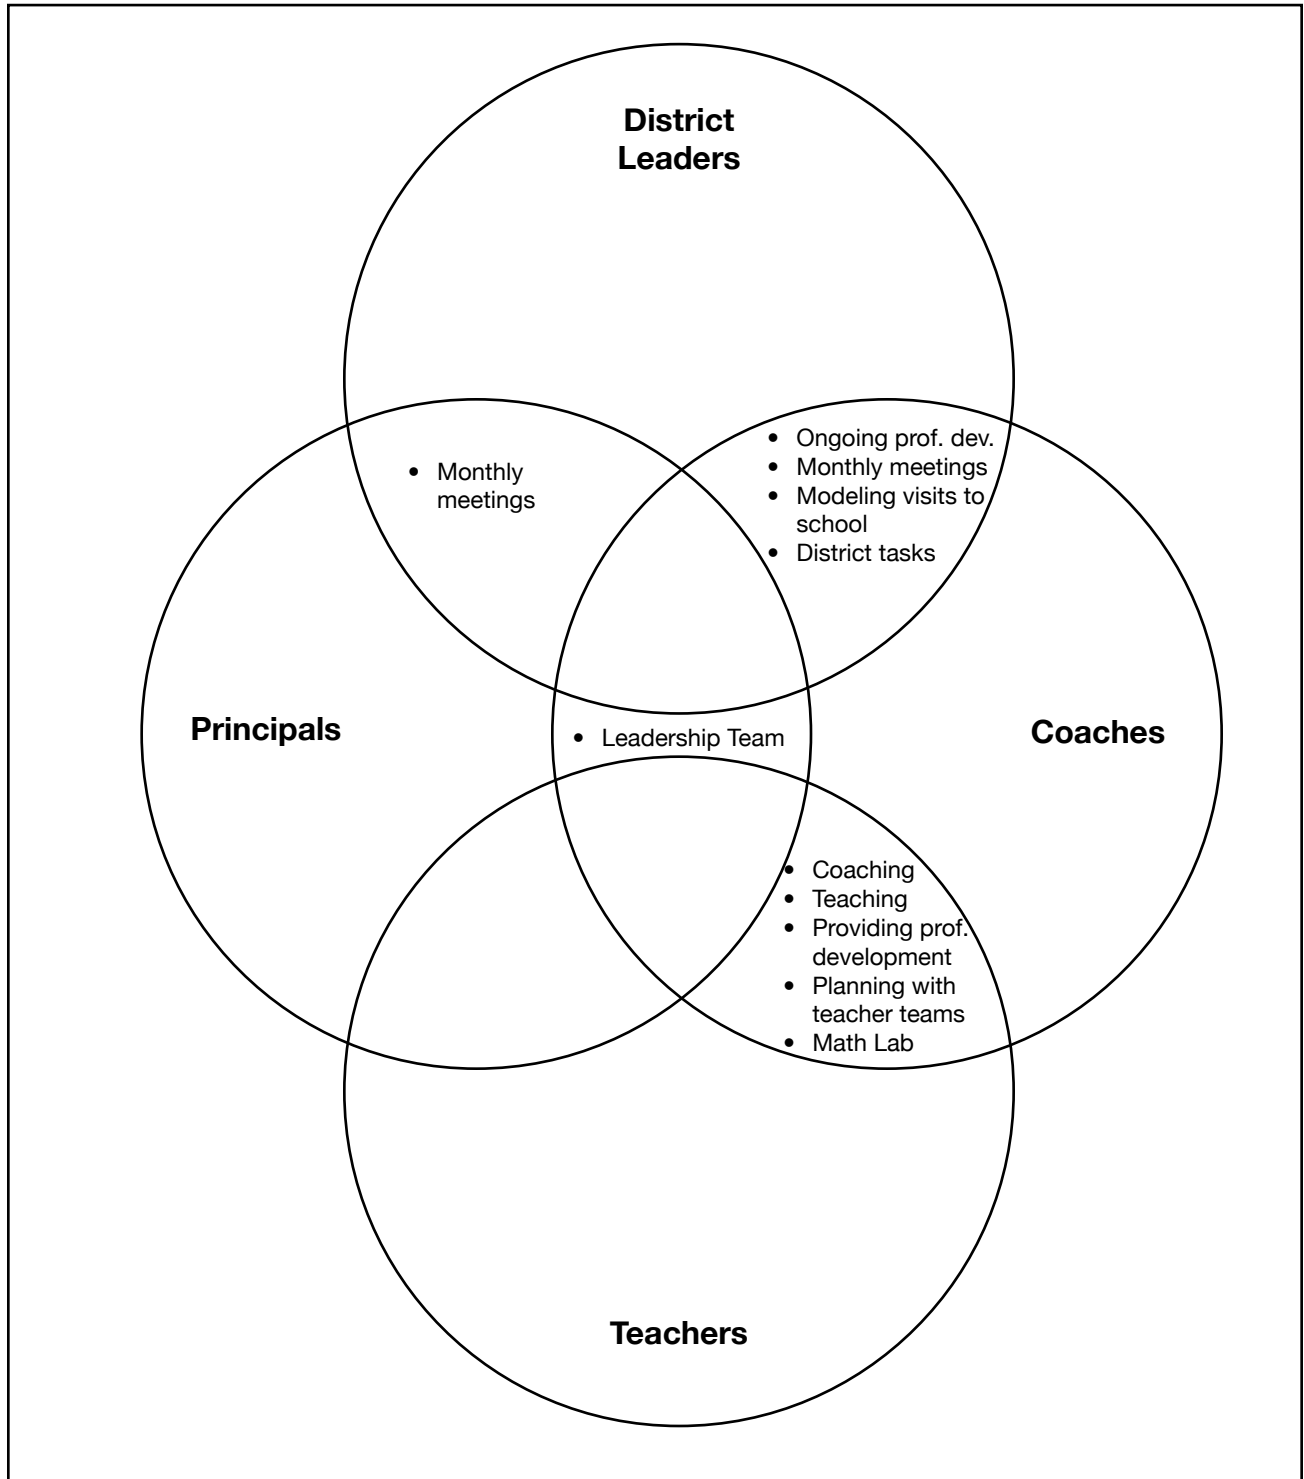 District
Leaders
• Monthly
meetings
• Ongoing prof. dev.
• Monthly meetings
• Modeling visits to
school
• District tasks
Principals
• Leadership Team
Coaches
• Coaching
• Teaching
• Providing prof.
development
• Planning with
teacher teams
• Math Lab
Teachers